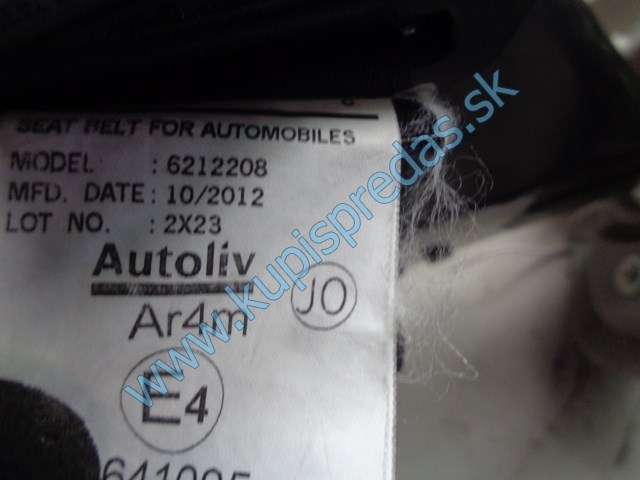 SEAT BELT FOR AUTOMOBILES
MODEL : 6212208
MFD. DATE : 10/2012
LOT NO. : 2X23
Autoliv
JO
Ar4m
E4
www.kupispredas.sk